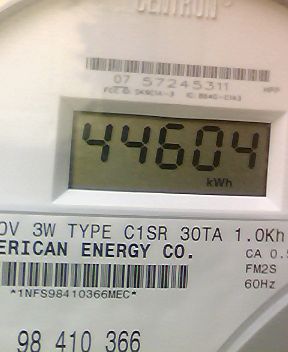 CENTRON
07 57245311
44604
kWh
0V 3W TYPE C1SR 30TA 1.0Kh
ERICAN ENERGY CO.
CA 0.5
FM2S
60Hz
*1NFS98410366MEC*
98 410 366